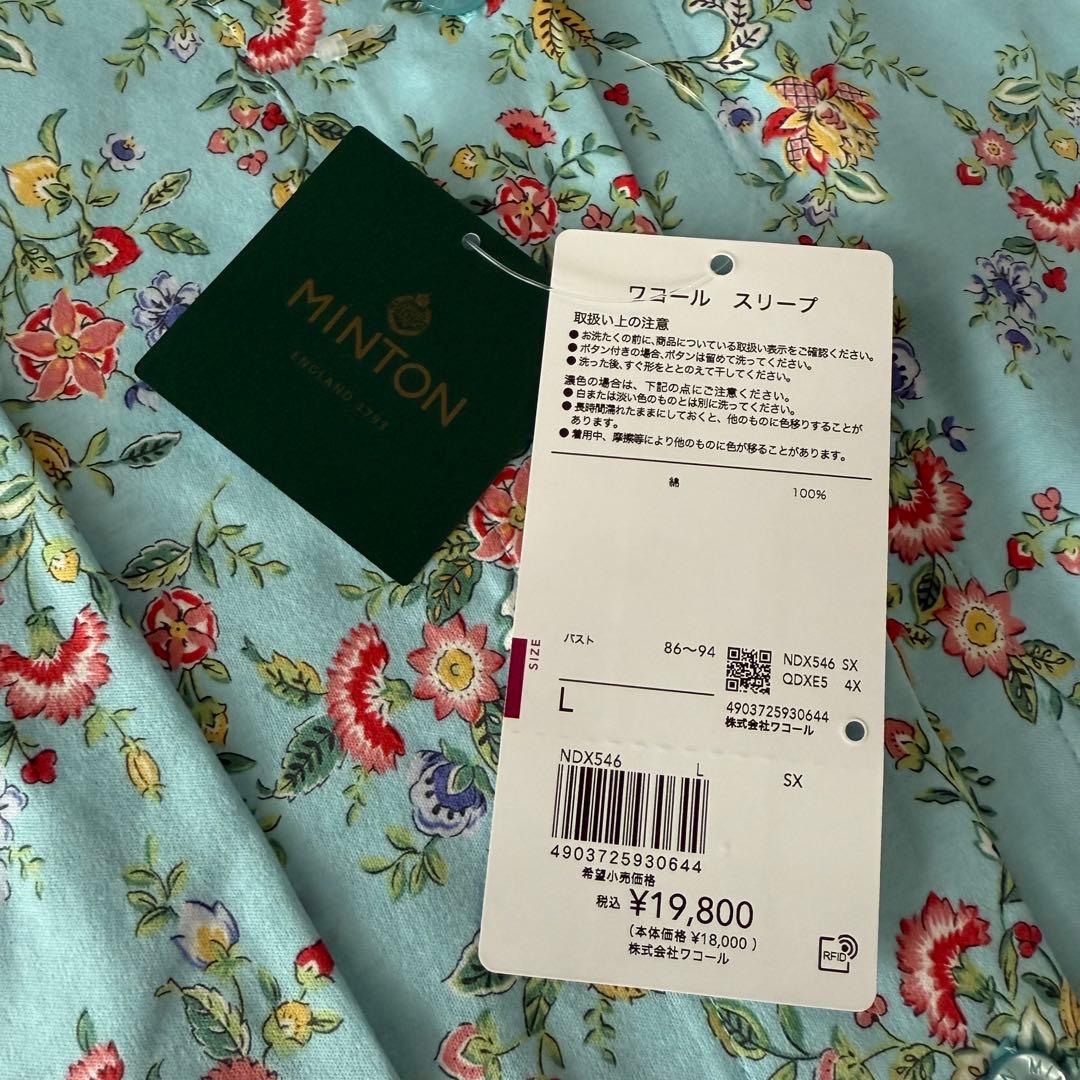 MINTON
ENGLAND 1793
ワコール スリープ
取扱い上の注意
●お洗たくの前に、商品についている取扱い表示をご確認ください。
●ボタン付きの場合、ボタンは留めて洗ってください。
●洗った後、すぐ形をととのえて干してください。
濃色の場合は、下記の点にご注意ください。
●白または淡い色のものとは別に洗ってください。
●長時間濡れたままにしておくと、他のものに色移りすることが
あります。
●着用中、摩擦等により他のものに色が移ることがあります。
綿 100%
SIZE
バスト 86〜94
L
NDX546 SX
QDXE5 4X
4903725930644
株式会社ワコール
NDX546 L SX
4903725930644
希望小売価格
税込 ¥19,800
(本体価格 ¥18,000)
株式会社ワコール
RFID